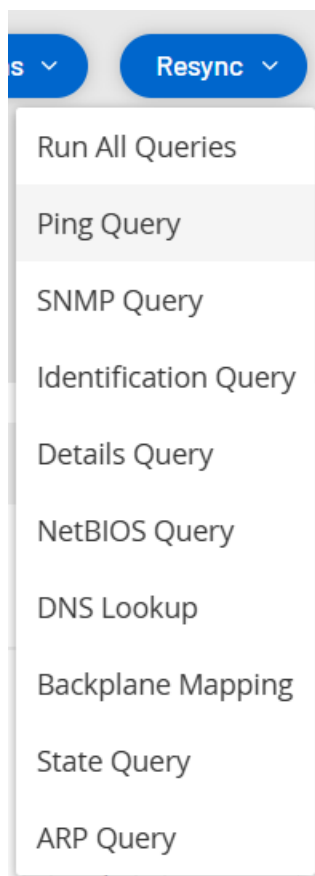 s Resync
Run All Queries
Ping Query
SNMP Query
Identification Query
Details Query
NetBIOS Query
DNS Lookup
Backplane Mapping
State Query
ARP Query